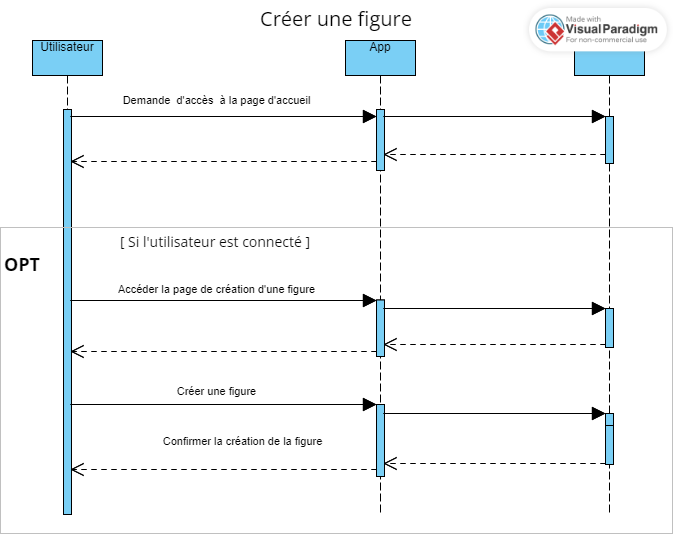 Créer une figure
Made with
Visual Paradigm
For non-commercial use
Utilisateur
App
Demande d'accès à la page d'accueil
[ Si l'utilisateur est connecté ]
OPT
Accéder la page de création d'une figure
Créer une figure
Confirmer la création de la figure